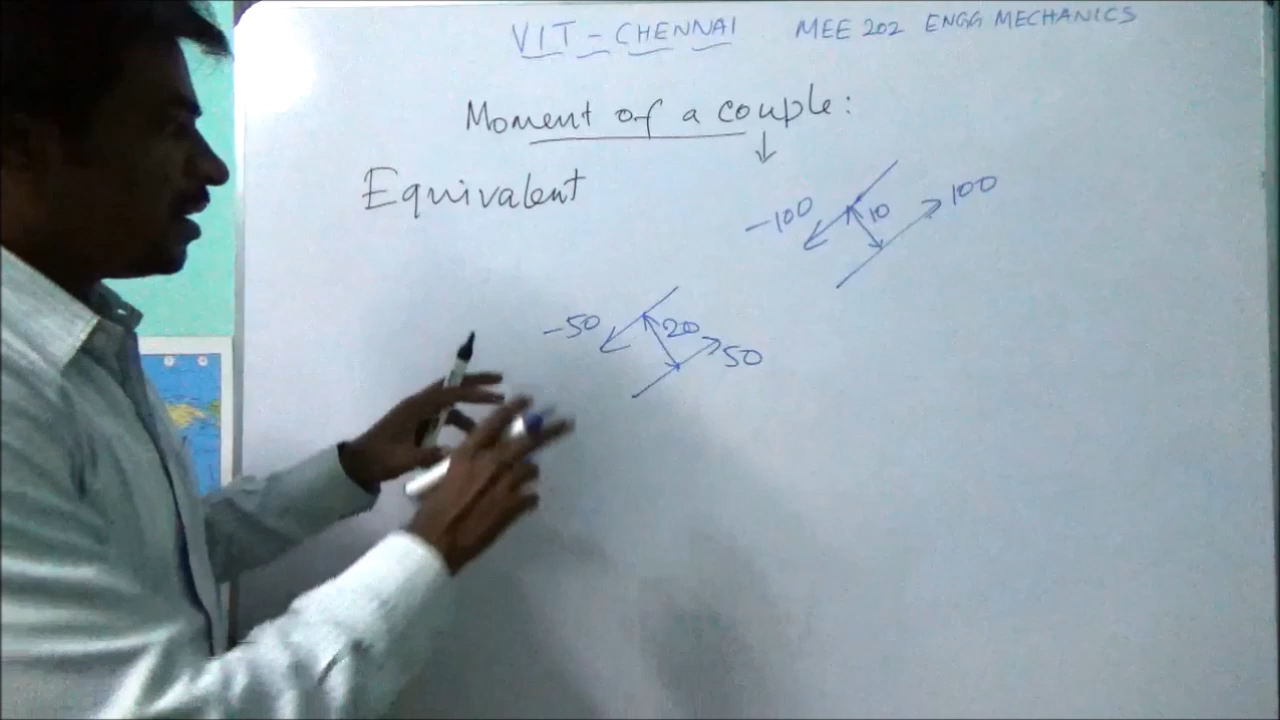 VIT - CHENNAI MEE 202 ENGG MECHANICS
Moment of a couple:
Equivalent
-100 10 100
-50 20 50